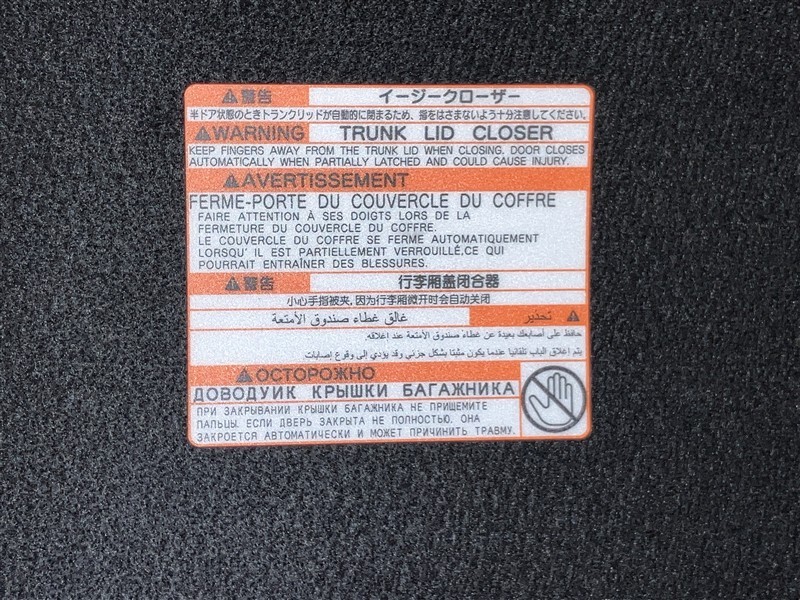 ⚠警告 イージークローザー
半ドア状態のときトランクリッドが自動的に閉まるため、指をはさまないよう十分注意してください。
⚠WARNING TRUNK LID CLOSER
KEEP FINGERS AWAY FROM THE TRUNK LID WHEN CLOSING. DOOR CLOSES
AUTOMATICALLY WHEN PARTIALLY LATCHED AND COULD CAUSE INJURY.
⚠AVERTISSEMENT
FERME-PORTE DU COUVERCLE DU COFFRE
FAIRE ATTENTION À SES DOIGTS LORS DE LA
FERMETURE DU COUVERCLE DU COFFRE.
LE COUVERCLE DU COFFRE SE FERME AUTOMATIQUEMENT
LORSQU' IL EST PARTIELLEMENT VERROUILLÉ,CE QUI
POURRAIT ENTRAÎNER DES BLESSURES.
⚠警告 行李厢盖闭合器
小心手指被夹,因为行李厢微开时会自动关闭
⚠ تحذير غالق غطاء صندوق الأمتعة
حافظ على أصابعك بعيدة عن غطاء صندوق الأمتعة عند إغلاقه.
يتم إغلاق الباب تلقائيا عندما يكون مثبتا بشكل جزئي وقد يؤدي إلى وقوع إصابات.
⚠ОСТОРОЖНО
ДОВОДЧИК КРЫШКИ БАГАЖНИКА
ПРИ ЗАКРЫВАНИИ КРЫШКИ БАГАЖНИКА НЕ ПРИЩЕМИТЕ
ПАЛЬЦЫ. ЕСЛИ ДВЕРЬ ЗАКРЫТА НЕ ПОЛНОСТЬЮ, ОНА
ЗАКРОЕТСЯ АВТОМАТИЧЕСКИ И МОЖЕТ ПРИЧИНИТЬ ТРАВМУ.